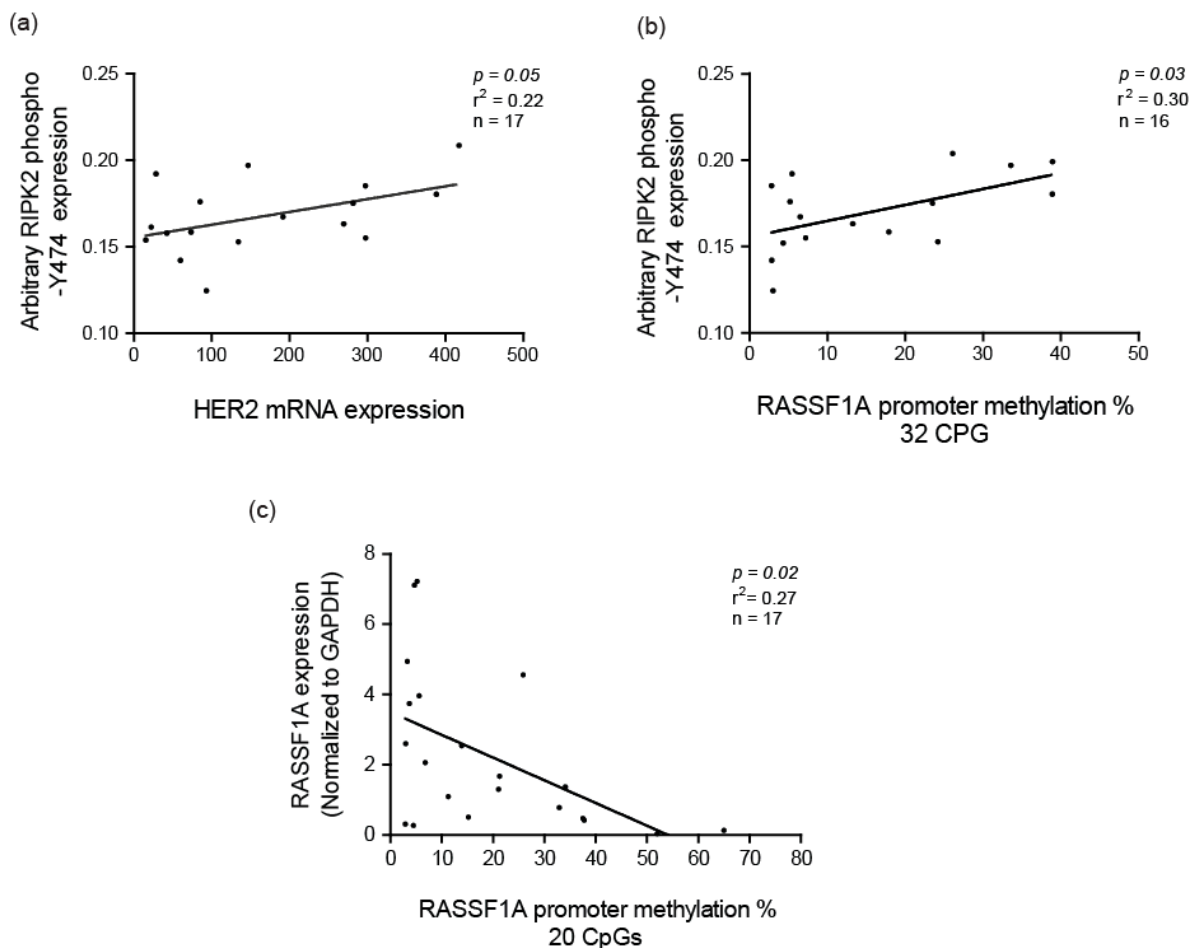 (a)
p = 0.05
r² = 0.22
n = 17
Arbitrary RIPK2 phospho
-Y474 expression
0.25
0.20
0.15
0.10
0 100 200 300 400 500
HER2 mRNA expression
(b)
p = 0.03
r² = 0.30
n = 16
Arbitrary RIPK2 phospho
-Y474 expression
0.25
0.20
0.15
0.10
0 10 20 30 40 50
RASSF1A promoter methylation %
32 CPG
(c)
p = 0.02
r²= 0.27
n = 17
RASSF1A expression
(Normalized to GAPDH)
8
6
4
2
0
0 10 20 30 40 50 60 70 80
RASSF1A promoter methylation %
20 CpGs